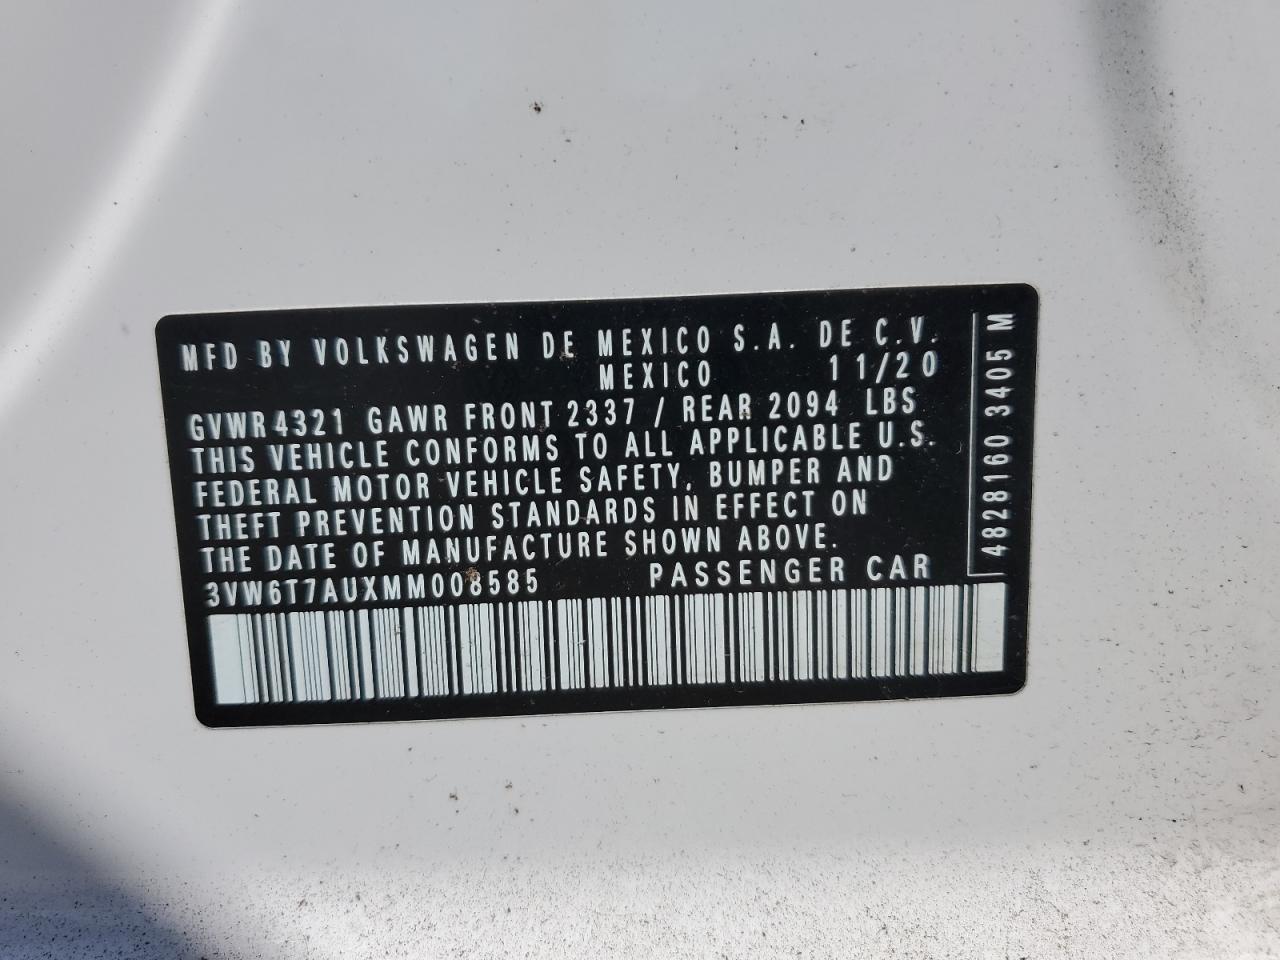 MFD BY VOLKSWAGEN DE MEXICO S.A. DE C.V.
MEXICO 11/20
GVWR 4321 GAWR FRONT 2337 / REAR 2094 LBS
THIS VEHICLE CONFORMS TO ALL APPLICABLE U.S.
FEDERAL MOTOR VEHICLE SAFETY, BUMPER AND
THEFT PREVENTION STANDARDS IN EFFECT ON
THE DATE OF MANUFACTURE SHOWN ABOVE.
3VW6T7AUXMM008585 PASSENGER CAR
4828160 3405 M